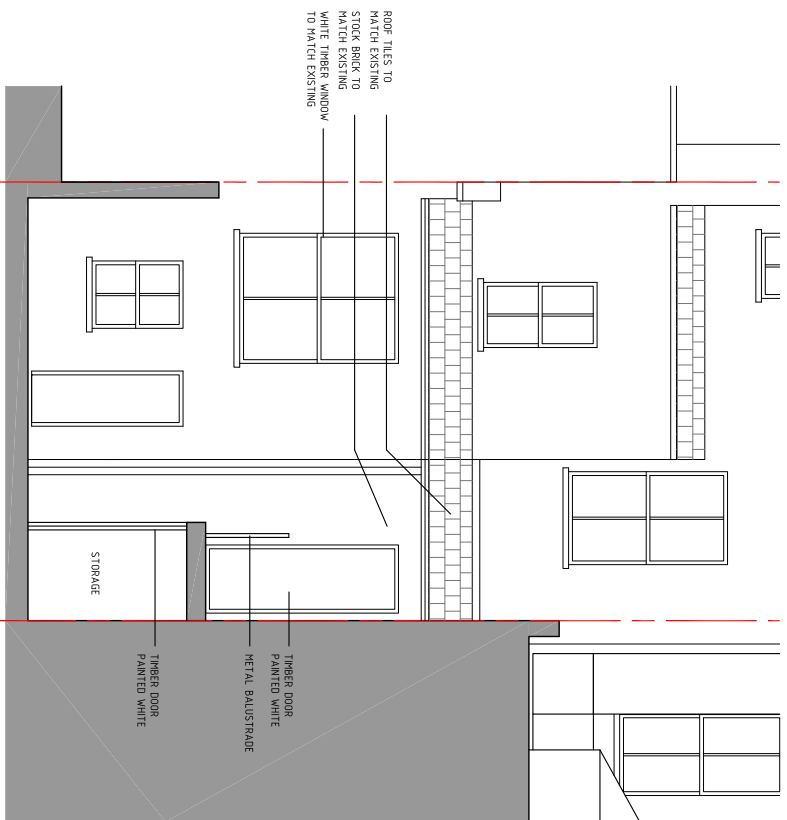 ROOF TILES TO
MATCH EXISTING
STOCK BRICK TO
MATCH EXISTING
WHITE TIMBER WINDOW
TO MATCH EXISTING
STORAGE
TIMBER DOOR
PAINTED WHITE
METAL BALUSTRADE
TIMBER DOOR
PAINTED WHITE